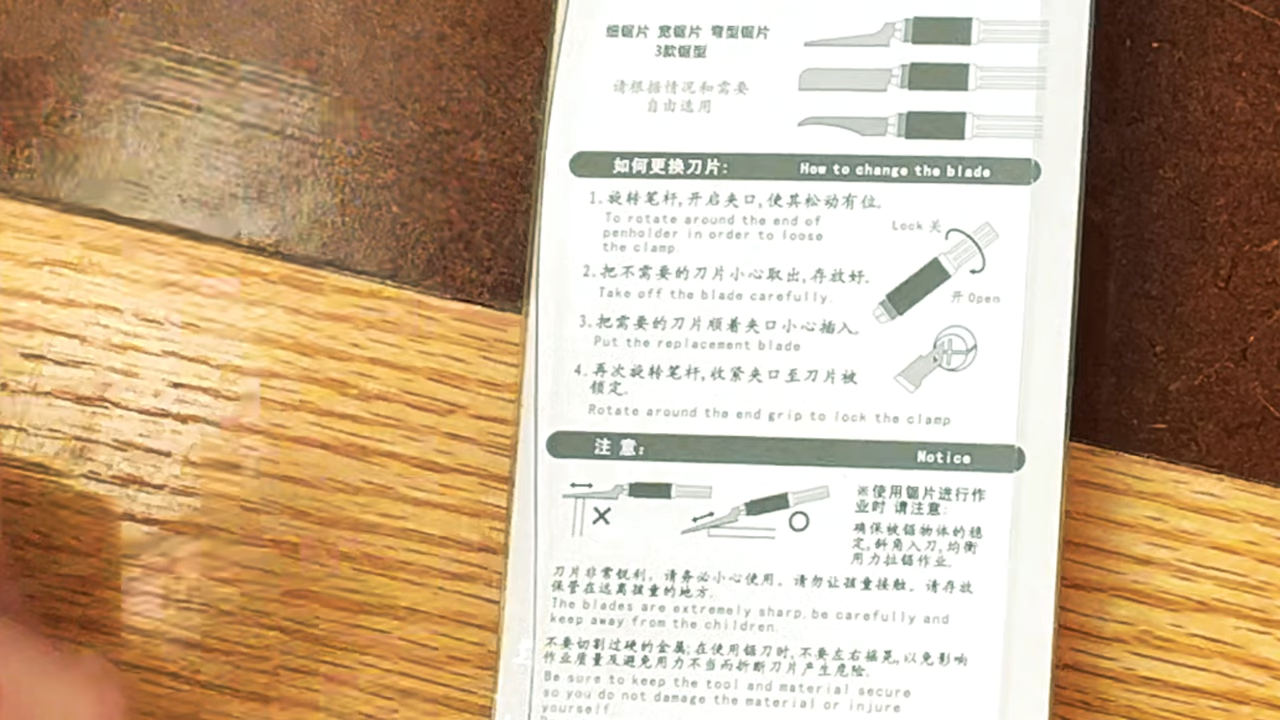 细锯片 宽锯片 弯型锯片
3款锯型
请根据情况和需要
自由选用
如何更换刀片: How to change the blade
1. 旋转笔杆,开启夹口,使其松动有位。
To rotate around the end of
penholder in order to loose
the clamp.
Lock 关
开 Open
2. 把不需要的刀片小心取出,存放好。
Take off the blade carefully.
3. 把需要的刀片顺着夹口小心插入。
Put the replacement blade
4. 再次旋转笔杆,收紧夹口至刀片被
锁定。
Rotate around the end grip to lock the clamp
注 意: Notice
※使用锯片进行作
业时 请注意:
确保被锯物体的稳
定,斜角入刀,均衡
用力拉锯作业.
刀片非常锐利。请务必小心使用。请勿让孩童接触。请存放
保管在远离孩童的地方.
The blades are extremely sharp, be carefully and
keep away from the children.
不要切割过硬的金属;在使用锯刀时,不要左右摇晃,以免影响
作业质量及避免用力不当而折断刀片产生危险.
Be sure to keep the tool and material secure
so you do not damage the material or injure
yourself.